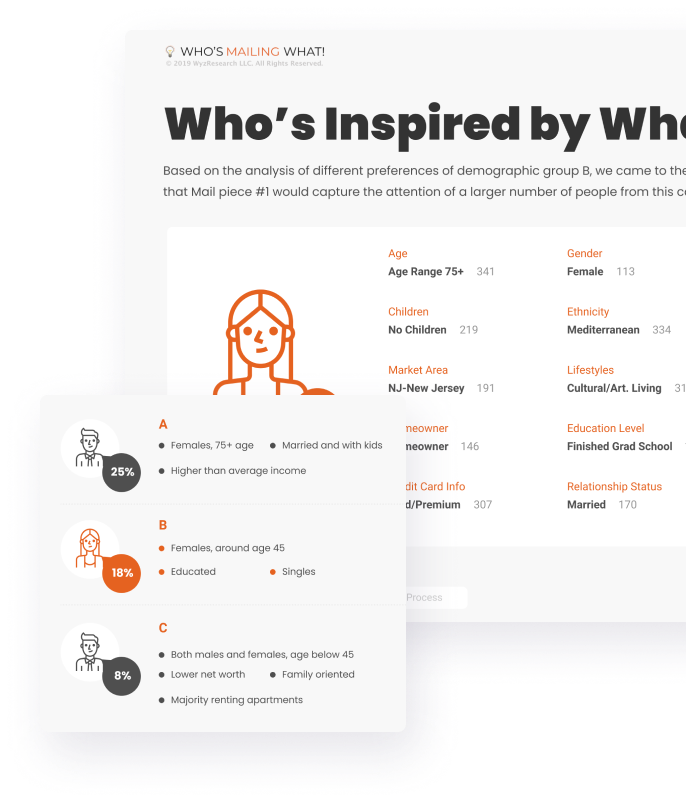 WHO'S MAILING WHAT!
© 2019 WyzResearch LLC. All Rights Reserved.
Who's Inspired by
Based on the analysis of different preferences of demographic group B, we came to the
that Mail piece #1 would capture the attention of a larger number of people from this
Age
Age Range 75+ 341
Gender
Female 113
Children
No Children 219
Ethnicity
Mediterranean 334
Market Area
NJ-New Jersey 191
Lifestyles
Cultural/Art. Living 31
meowner
meowner 146
Education Level
Finished Grad School
dit Card Info
d/Premium 307
Relationship Status
Married 170
Process
A
25%
Females, 75+ age
Married and with kids
Higher than average income
B
18%
Females, around age 45
Educated
Singles
C
8%
Both males and females, age below 45
Lower net worth
Family oriented
Majority renting apartments